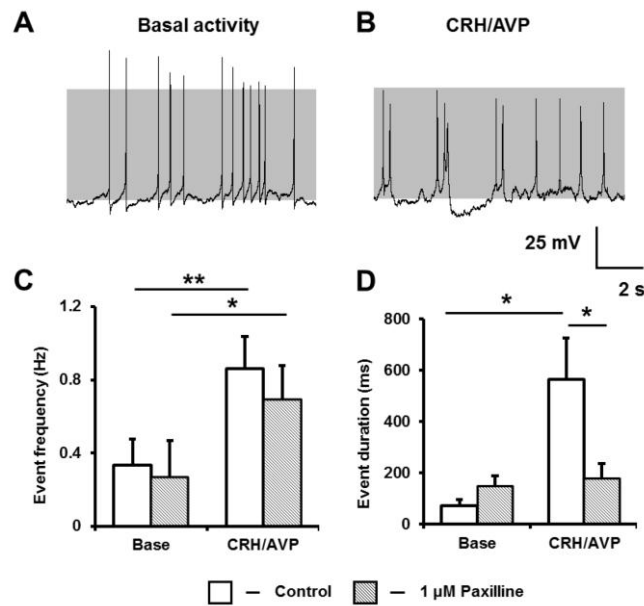 A Basal activity
B CRH/AVP
25 mV
2 s
C
**
*
1.2
0.8
0.4
0
Event frequency (Hz)
Base CRH/AVP
D
*
*
800
600
400
200
0
Event duration (ms)
Base CRH/AVP
– Control – 1 µM Paxilline